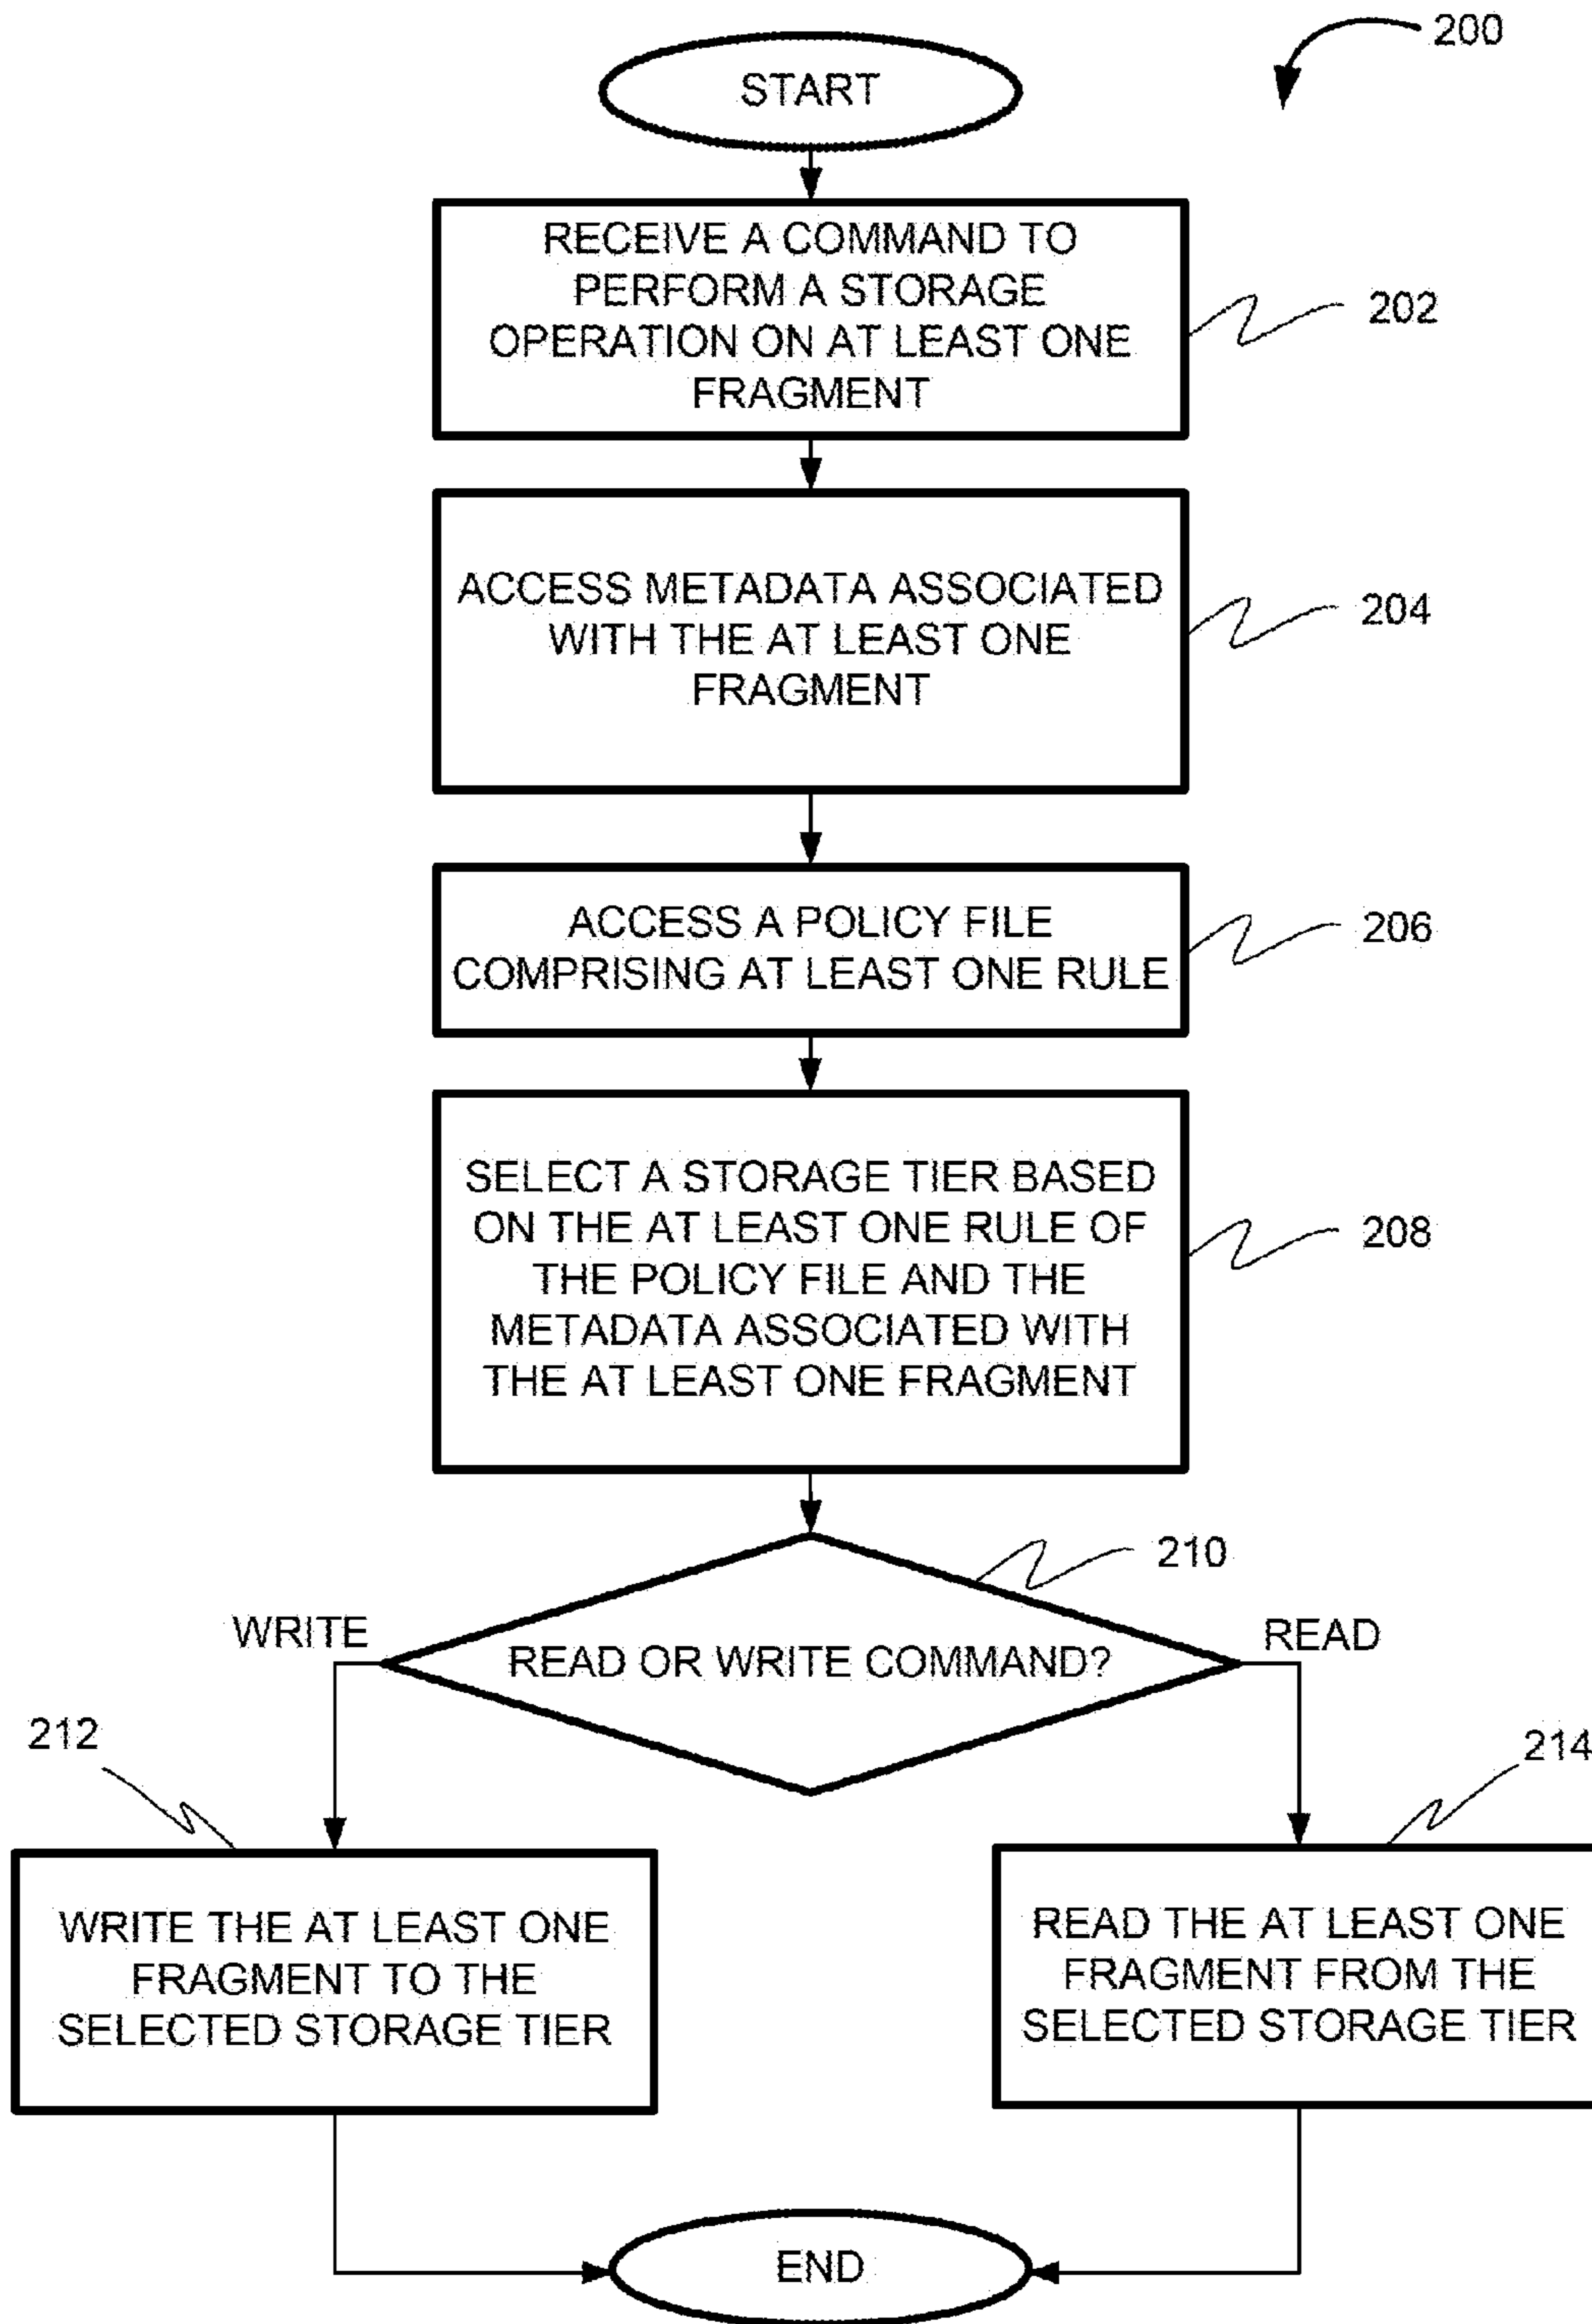 200
START
RECEIVE A COMMAND TO
PERFORM A STORAGE
OPERATION ON AT LEAST ONE
FRAGMENT
202
ACCESS METADATA ASSOCIATED
WITH THE AT LEAST ONE
FRAGMENT
204
ACCESS A POLICY FILE
COMPRISING AT LEAST ONE RULE
206
SELECT A STORAGE TIER BASED
ON THE AT LEAST ONE RULE OF
THE POLICY FILE AND THE
METADATA ASSOCIATED WITH
THE AT LEAST ONE FRAGMENT
208
210
WRITE
READ OR WRITE COMMAND?
READ
212
214
WRITE THE AT LEAST ONE
FRAGMENT TO THE
SELECTED STORAGE TIER
READ THE AT LEAST ONE
FRAGMENT FROM THE
SELECTED STORAGE TIER
END